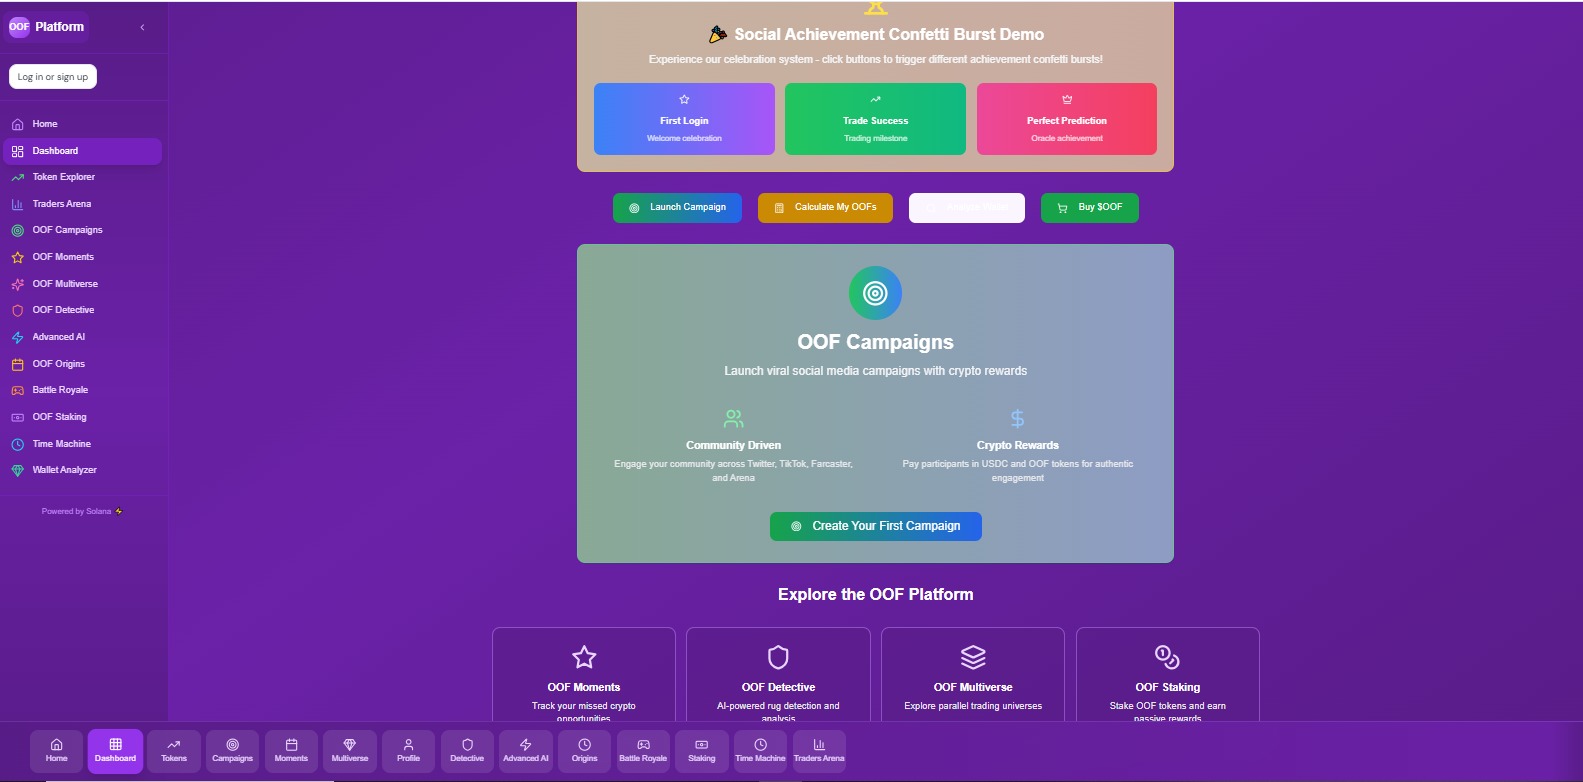 OOF Platform
Log in or sign up
Home
Dashboard
Token Explorer
Traders Arena
OOF Campaigns
OOF Moments
OOF Multiverse
OOF Detective
Advanced AI
OOF Origins
Battle Royale
OOF Staking
Time Machine
Wallet Analyzer
Powered by Solana
Social Achievement Confetti Burst Demo
Experience our celebration system - click buttons to trigger different achievement confetti bursts!
First Login
Welcome celebration
Trade Success
Trading milestone
Perfect Prediction
Oracle achievement
Launch Campaign
Calculate My OOFs
Buy $OOF
OOF Campaigns
Launch viral social media campaigns with crypto rewards
Community Driven
Engage your community across Twitter, TikTok, Farcaster,
and Arena
Crypto Rewards
Pay participants in USDC and OOF tokens for authentic
engagement
Create Your First Campaign
Explore the OOF Platform
OOF Moments
Track your missed crypto
opportunities
OOF Detective
AI-powered rug detection and
analysis
OOF Multiverse
Explore parallel trading universes
OOF Staking
Stake OOF tokens and earn
passive rewards
Home
Dashboard
Tokens
Campaigns
Moments
Multiverse
Profile
Detective
Advanced AI
Origins
Battle Royale
Staking
Time Machine
Traders Arena